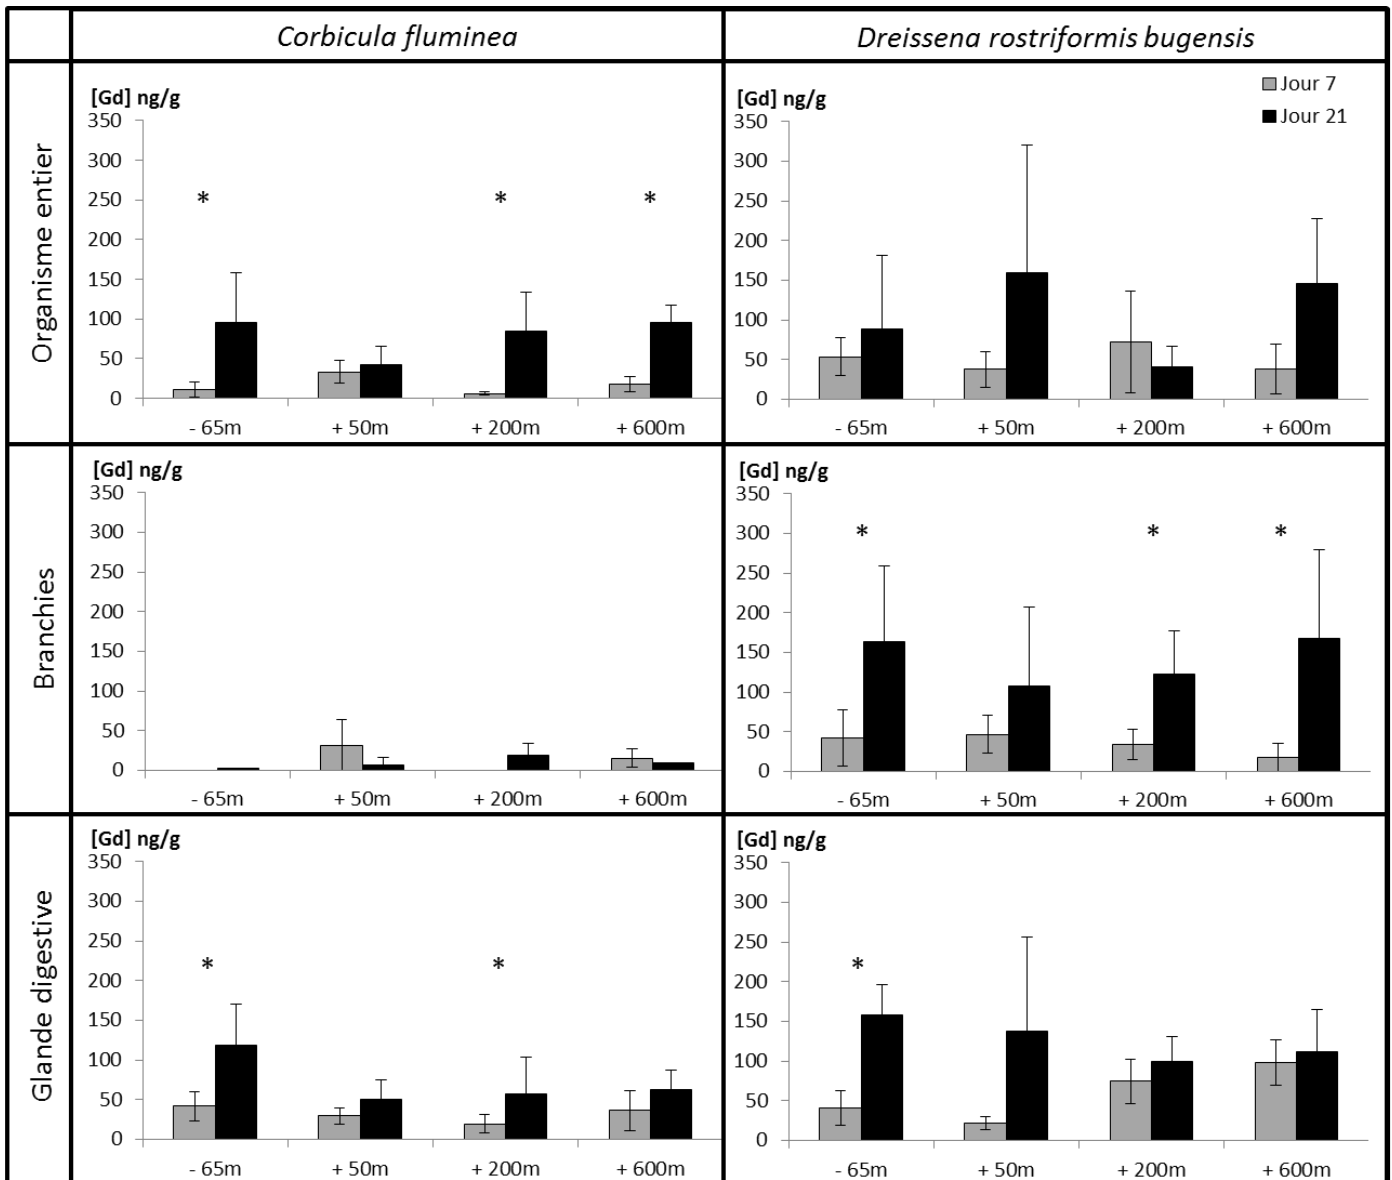 Corbicula fluminea
Dreissena rostriformis bugensis
Organisme entier
[Gd] ng/g
350
300
250
200
150
100
50
0
* * *
- 65m + 50m + 200m + 600m
[Gd] ng/g
Jour 7
Jour 21
350
300
250
200
150
100
50
0
- 65m + 50m + 200m + 600m
Branchies
[Gd] ng/g
350
300
250
200
150
100
50
0
- 65m + 50m + 200m + 600m
[Gd] ng/g
350
300
250
200
150
100
50
0
* * *
- 65m + 50m + 200m + 600m
Glande digestive
[Gd] ng/g
350
300
250
200
150
100
50
0
* *
- 65m + 50m + 200m + 600m
[Gd] ng/g
350
300
250
200
150
100
50
0
*
- 65m + 50m + 200m + 600m